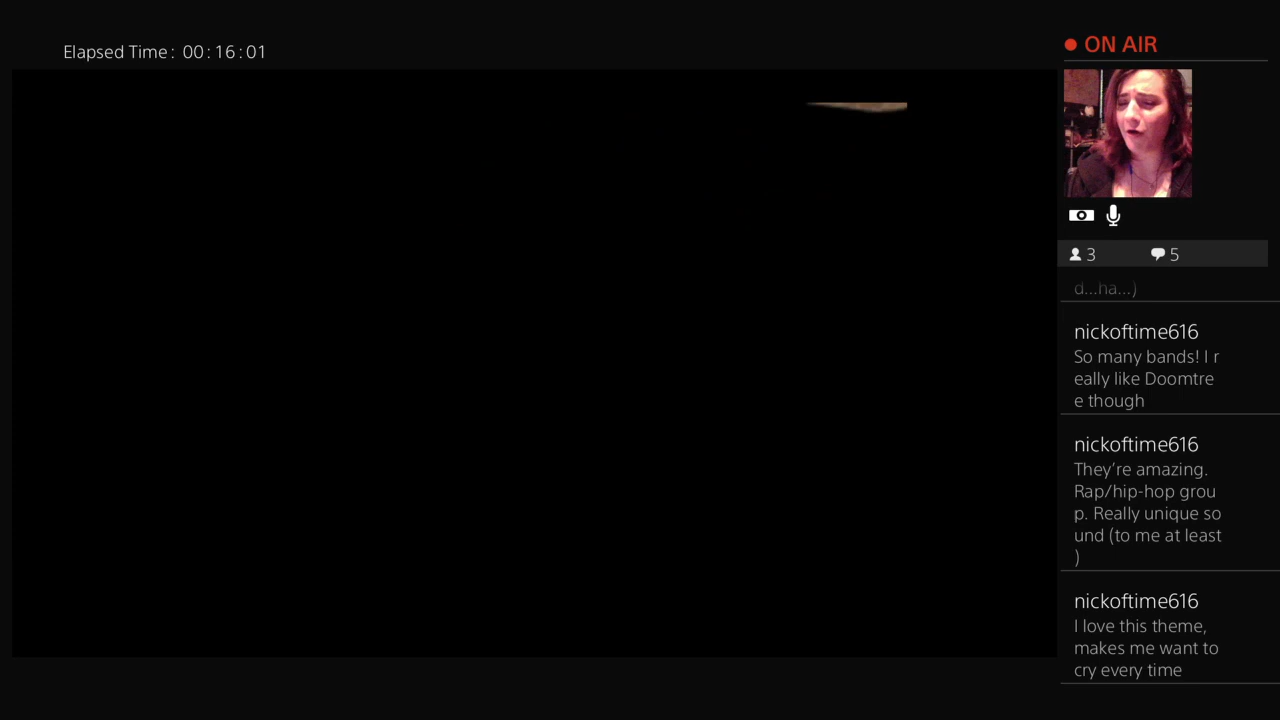 Elapsed Time: 00:16:01
ON AIR
3 5
d...ha...)
nickoftime616
So many bands! I r
eally like Doomtre
e though
nickoftime616
They're amazing.
Rap/hip-hop grou
p. Really unique so
und (to me at least
)
nickoftime616
I love this theme,
makes me want to
cry every time